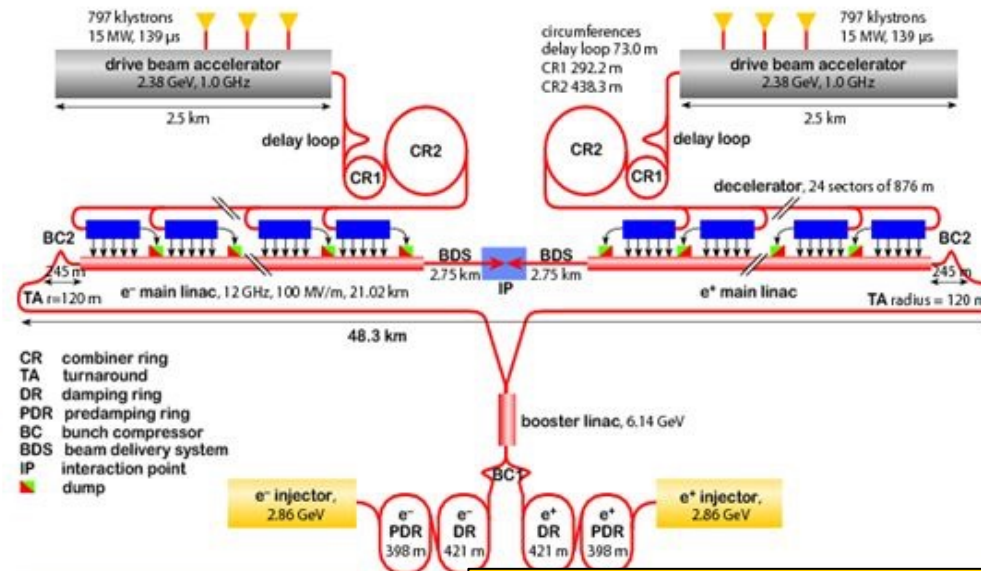 797 klystrons
15 MW, 139 µs
drive beam accelerator
2.38 GeV, 1.0 GHz
2.5 km
delay loop
CR1
CR2
circumferences
delay loop 73.0 m
CR1 292.2 m
CR2 438.3 m
797 klystrons
15 MW, 139 µs
drive beam accelerator
2.38 GeV, 1.0 GHz
2.5 km
delay loop
CR2
CR1
decelerator, 24 sectors of 876 m
BC2
245 m
TA r=120 m
e⁻ main linac, 12 GHz, 100 MV/m, 21.02 km
BDS
2.75 km
IP
BDS
2.75 km
e⁺ main linac
BC2
245 m
TA radius = 120 m
48.3 km
CR combiner ring
TA turnaround
DR damping ring
PDR predamping ring
BC bunch compressor
BDS beam delivery system
IP interaction point
dump
booster linac, 6.14 GeV
BC1
e⁻ injector,
2.86 GeV
e⁻
PDR
398 m
e⁻
DR
421 m
e⁺
DR
421 m
e⁺
PDR
398 m
e⁺ injector,
2.86 GeV